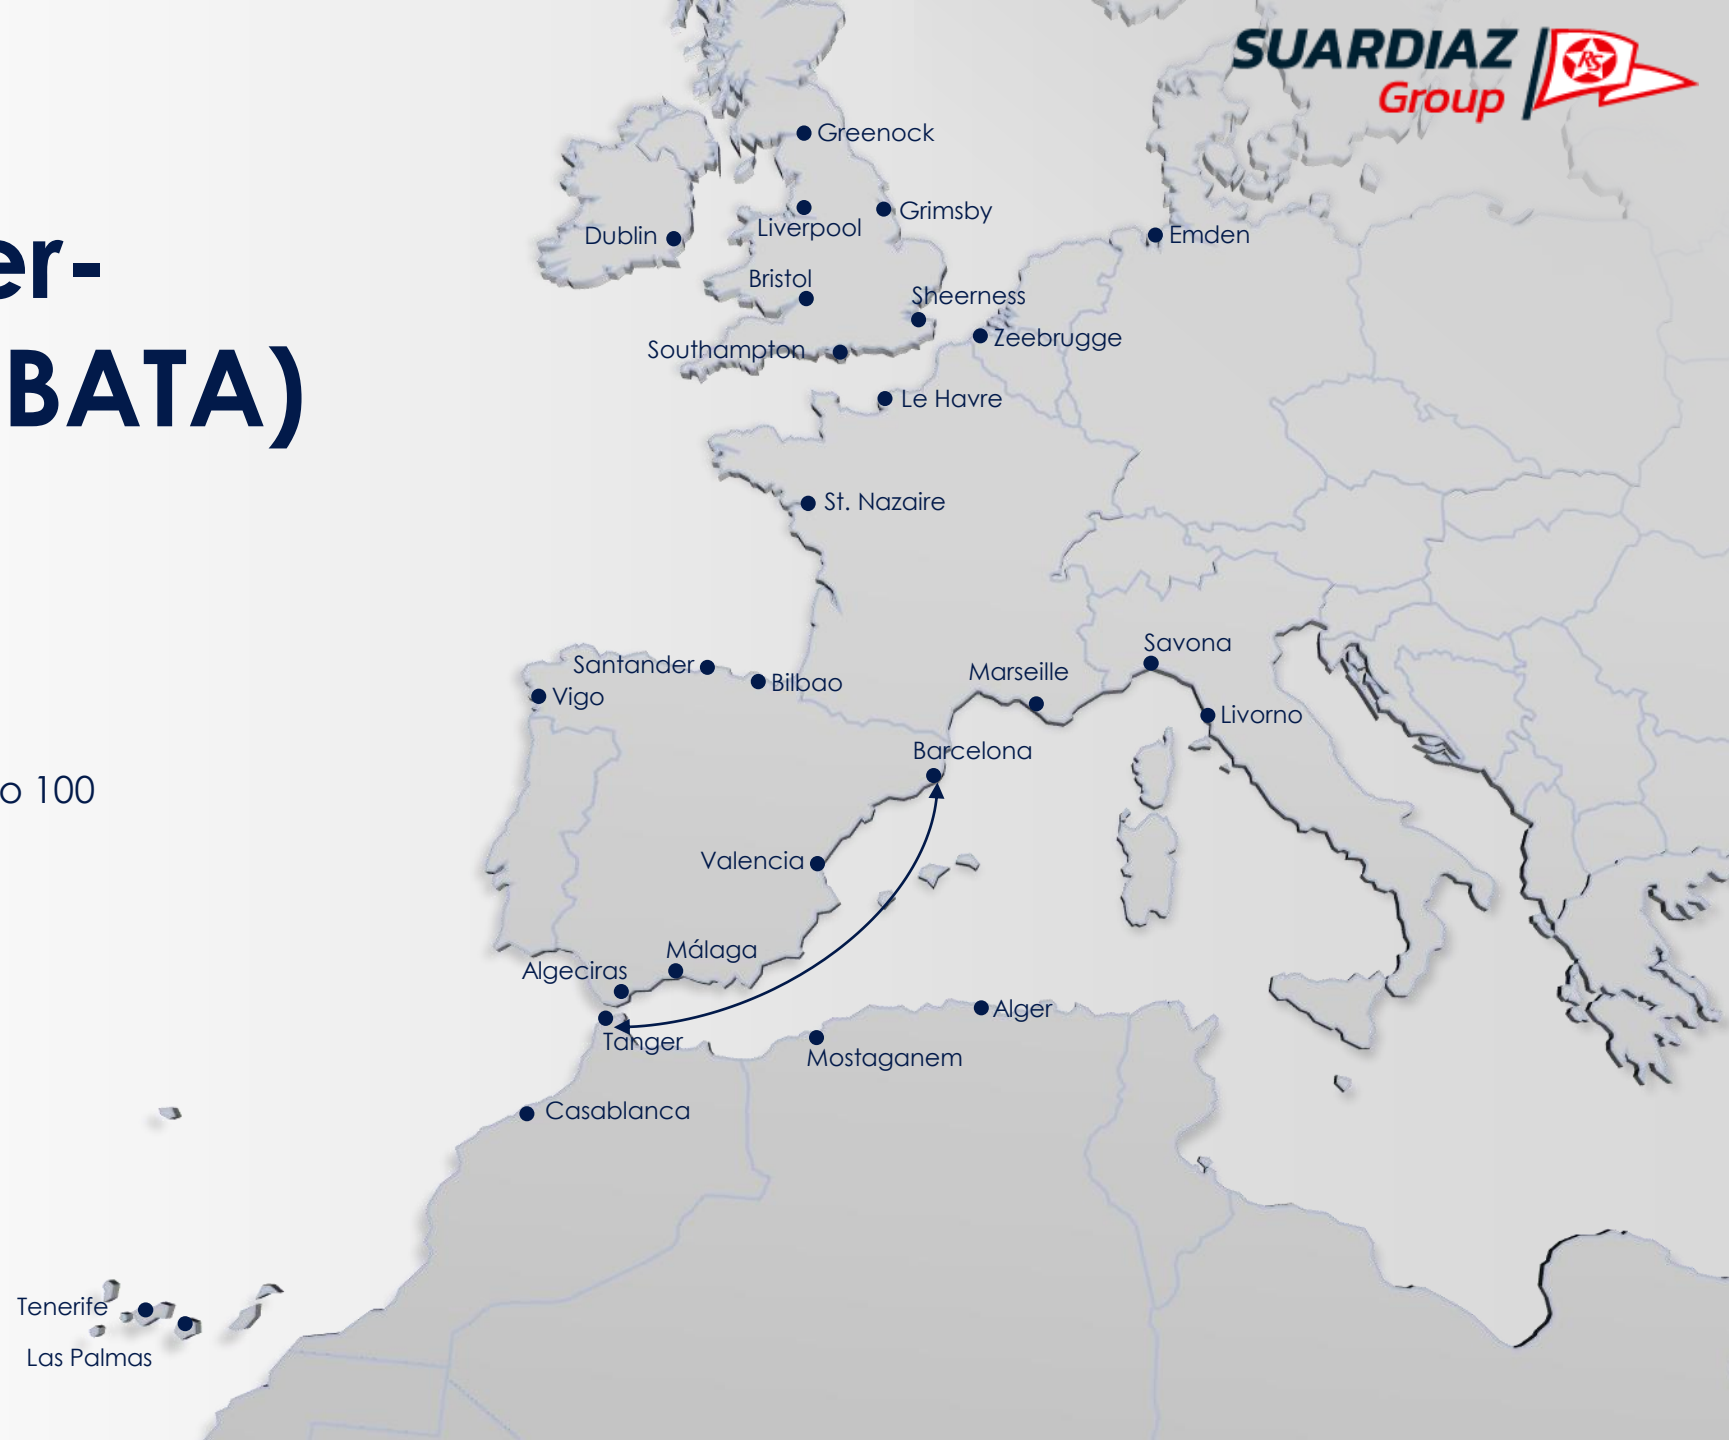 SUARDIAZ
Group
RS
Greenock
Grimsby
Liverpool
Dublin
Emden
er-
Bristol
Sheerness
Zeebrugge
Southampton
BATA)
Le Havre
St. Nazaire
Savona
Santander
Marseille
Bilbao
Vigo
Livorno
Barcelona
o 100
Valencia
Málaga
Algeciras
Alger
Tanger
Mostaganem
Casablanca
Tenerife
Las Palmas